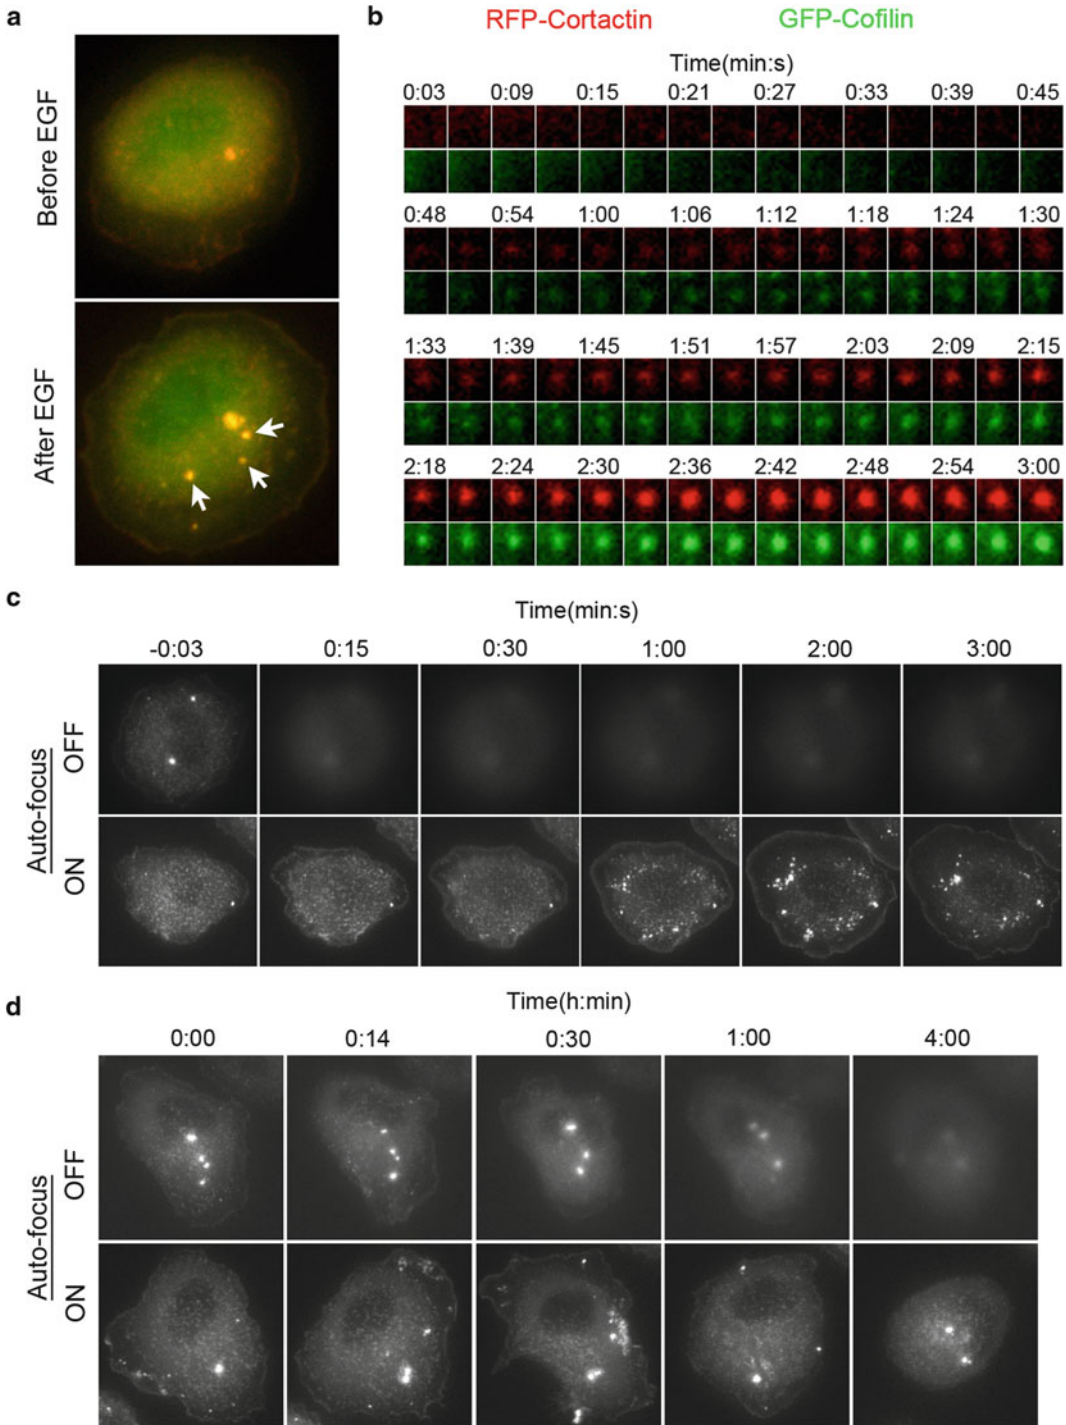 a
Before EGF
After EGF
b
RFP-Cortactin GFP-Cofilin
Time(min:s)
0:03 0:09 0:15 0:21 0:27 0:33 0:39 0:45
0:48 0:54 1:00 1:06 1:12 1:18 1:24 1:30
1:33 1:39 1:45 1:51 1:57 2:03 2:09 2:15
2:18 2:24 2:30 2:36 2:42 2:48 2:54 3:00
c
Time(min:s)
-0:03 0:15 0:30 1:00 2:00 3:00
Auto-focus
OFF
ON
d
Time(h:min)
0:00 0:14 0:30 1:00 4:00
Auto-focus
OFF
ON